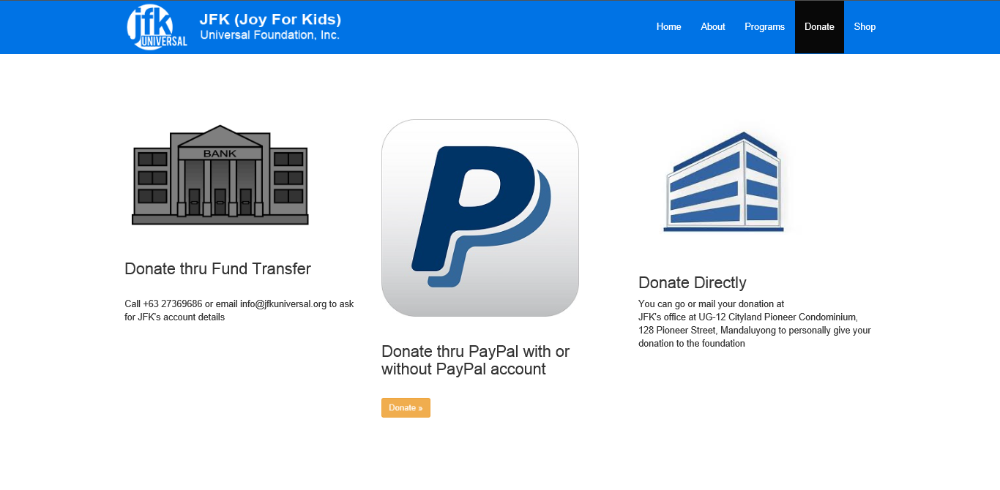 jfk
UNIVERSAL
JFK (Joy For Kids)
Universal Foundation, Inc.
Home
About
Programs
Donate
Shop
BANK
Donate thru Fund Transfer
Call +63 27369686 or email info@jfkuniversal.org to ask
for JFK's account details
Donate thru PayPal with or
without PayPal account
Donate »
Donate Directly
You can go or mail your donation at
JFK's office at UG-12 Cityland Pioneer Condominium,
128 Pioneer Street, Mandaluyong to personally give your
donation to the foundation